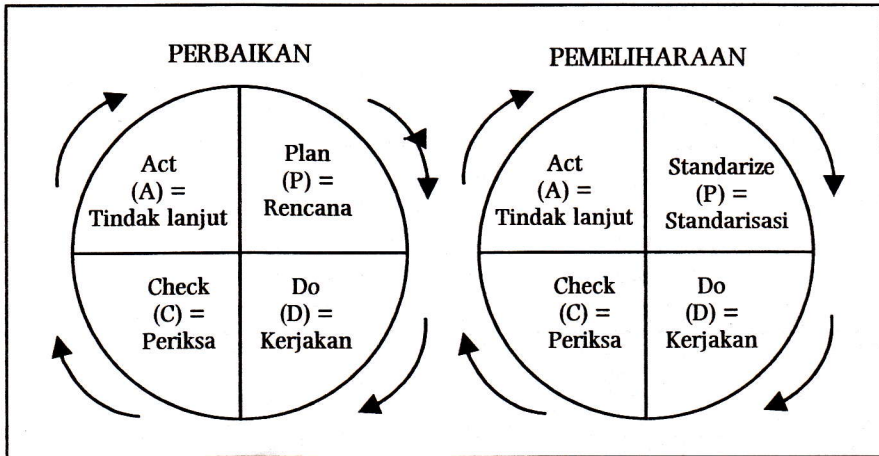 PERBAIKAN
Act
(A) =
Tindak lanjut
Plan
(P) =
Rencana
Check
(C) =
Periksa
Do
(D) =
Kerjakan
PEMELIHARAAN
Act
(A) =
Tindak lanjut
Standarize
(P) =
Standarisasi
Check
(C) =
Periksa
Do
(D) =
Kerjakan